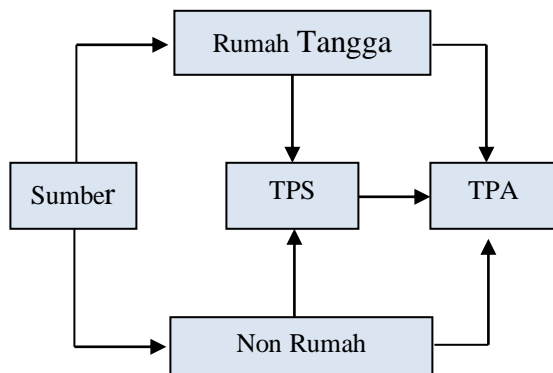 Rumah Tangga
Sumber
TPS
TPA
Non Rumah